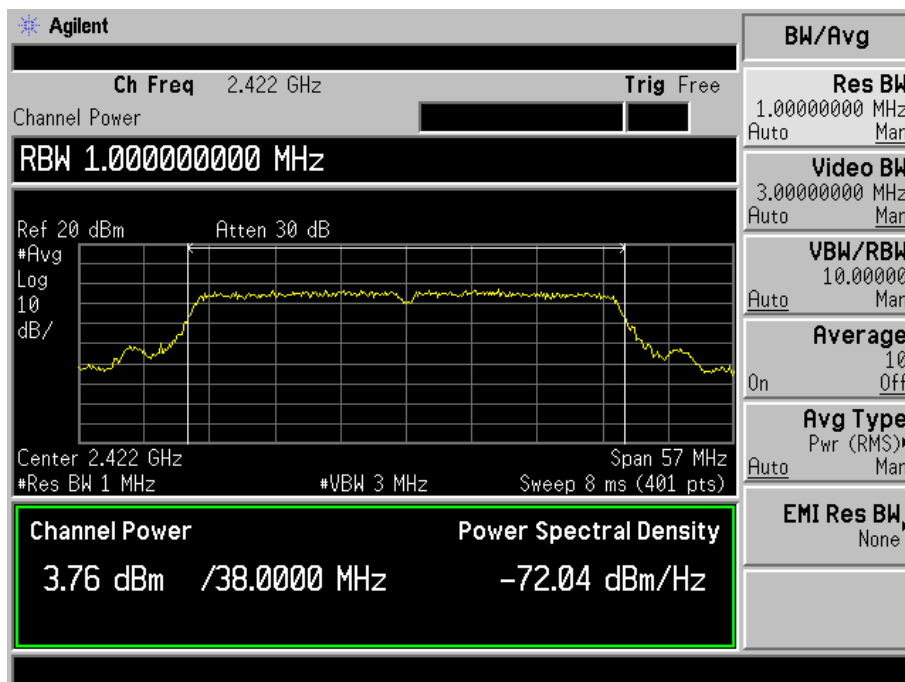 Agilent
BW/Avg
Ch Freq 2.422 GHz Trig Free
Channel Power
RBW 1.000000000 MHz
Ref 20 dBm Atten 30 dB
#Avg
Log
10
dB/
Center 2.422 GHz Span 57 MHz
#Res BW 1 MHz #VBW 3 MHz Sweep 8 ms (401 pts)
Channel Power Power Spectral Density
3.76 dBm /38.0000 MHz -72.04 dBm/Hz
Res BW
1.00000000 MHz
Auto Man
Video BW
3.00000000 MHz
Auto Man
VBW/RBW
10.00000
Auto Man
Average
10
On Off
Avg Type
Pwr (RMS)
Auto Man
EMI Res BW
None